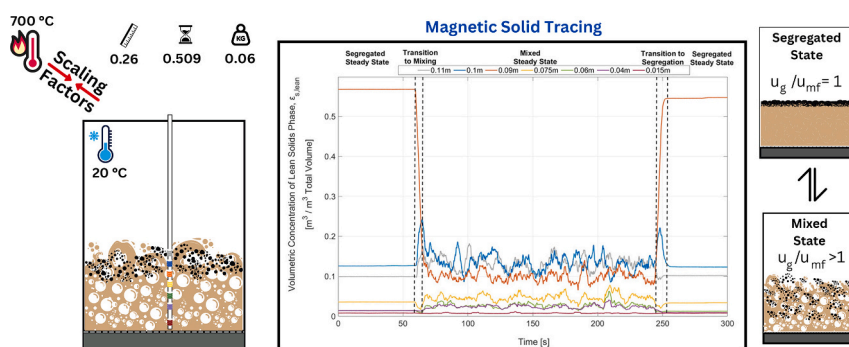 700 °C
Scaling
Factors
KG
0.26
0.509
0.06
20 °C
Magnetic Solid Tracing
Segregated
Steady State
Transition
to Mixing
Mixed
Steady State
Transition to
Segregation
Segregated
Steady State
0.11m
0.1m
0.09m
0.075m
0.06m
0.04m
0.015m
Volumetric Concentration of Lean Solids Phase, ε s,lean
[m³ / m³ Total Volume]
0.5
0.4
0.3
0.2
0.1
0
0
50
100
150
200
250
300
Time [s]
Segregated
State
ug /umf = 1
Mixed
State
ug /umf >1